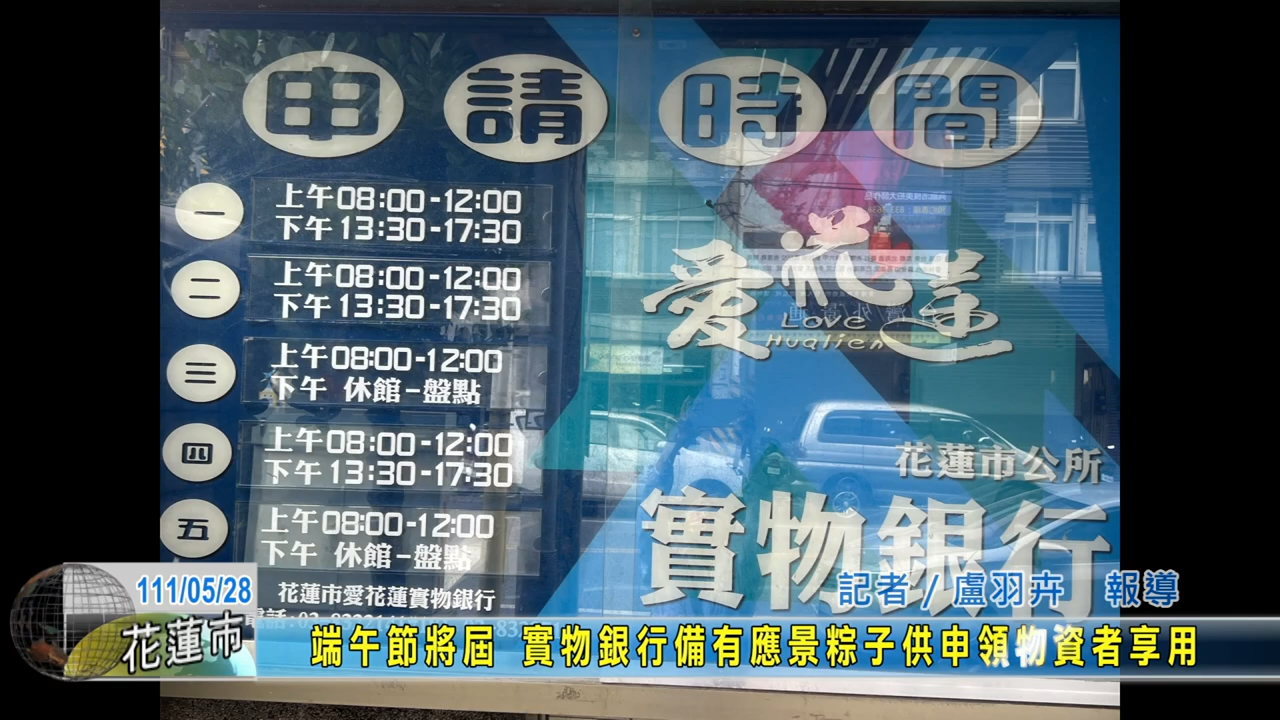 申請時間
一
上午08:00-12:00
下午13:30-17:30
二
上午08:00-12:00
下午13:30-17:30
三
上午08:00-12:00
下午 休館-盤點
四
上午08:00-12:00
下午13:30-17:30
五
上午08:00-12:00
下午 休館-盤點
花蓮市愛花蓮實物銀行
愛花蓮
Love
Hualien
花蓮市公所
實物銀行
記者/盧羽卉 報導
111/05/28
花蓮市
端午節將屆 實物銀行備有應景粽子供申領物資者享用